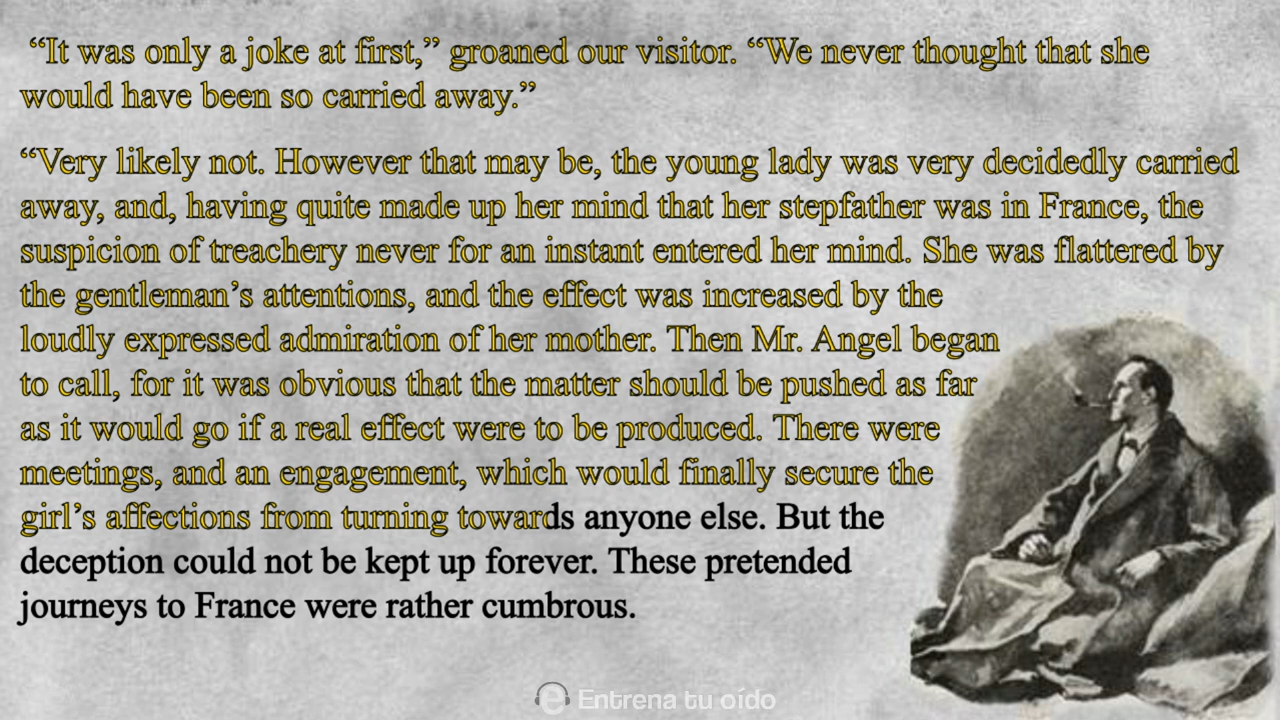 “It was only a joke at first,” groaned our visitor. “We never thought that she
would have been so carried away.”
“Very likely not. However that may be, the young lady was very decidedly carried
away, and, having quite made up her mind that her stepfather was in France, the
suspicion of treachery never for an instant entered her mind. She was flattered by
the gentleman’s attentions, and the effect was increased by the
loudly expressed admiration of her mother. Then Mr. Angel began
to call, for it was obvious that the matter should be pushed as far
as it would go if a real effect were to be produced. There were
meetings, and an engagement, which would finally secure the
girl’s affections from turning towards anyone else. But the
deception could not be kept up forever. These pretended
journeys to France were rather cumbrous.
e Entrena tu oído